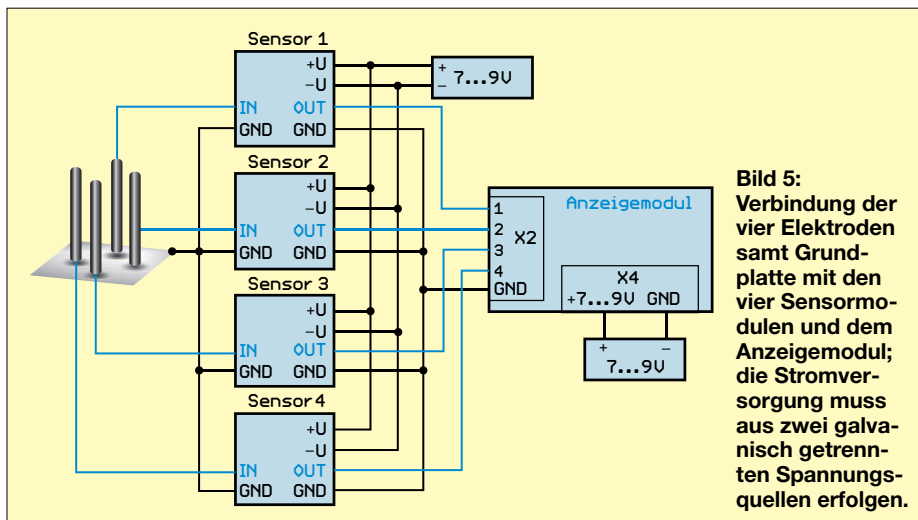 Sensor 1
+U
-U
IN OUT
GND GND
+ 7...9V
-
Sensor 2
+U
-U
IN OUT
GND GND
Sensor 3
+U
-U
IN OUT
GND GND
Sensor 4
+U
-U
IN OUT
GND GND
Anzeigemodul
1
2
3
4
GND
X2
X4
+7...9V GND
+ -
7...9V
Bild 5:
Verbindung der
vier Elektroden
samt Grund-
platte mit den
vier Sensormo-
dulen und dem
Anzeigemodul;
die Stromver-
sorgung muss
aus zwei galva-
nisch getrenn-
ten Spannungs-
quellen erfolgen.